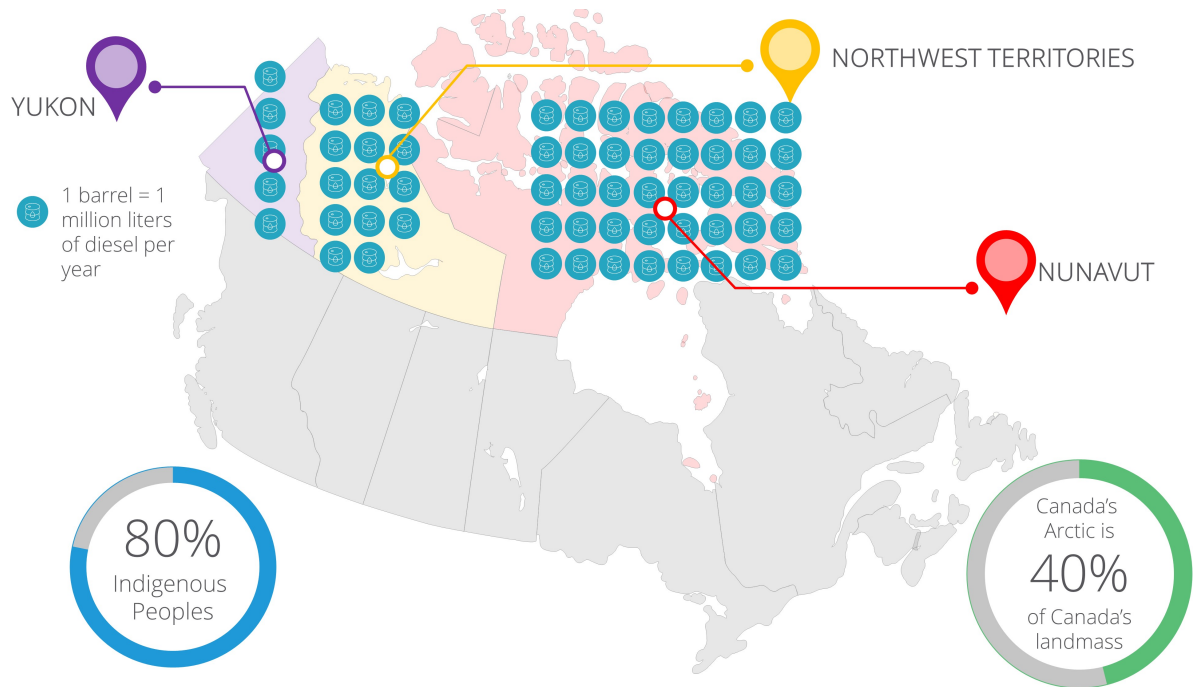 NORTHWEST TERRITORIES
YUKON
1 barrel = 1
million liters
of diesel per
year
NUNAVUT
80%
Indigenous
Peoples
Canada's
Arctic is
40%
of Canada's
landmass